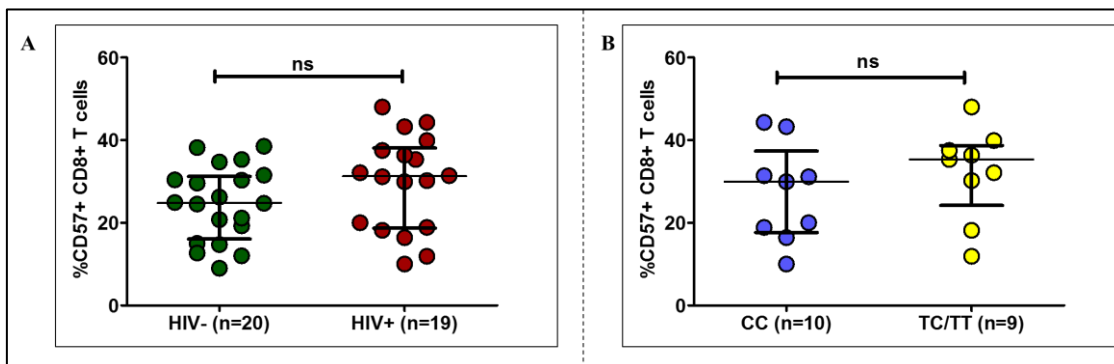 A
%CD57+ CD8+ T cells
60
40
20
0
ns
HIV- (n=20)
HIV+ (n=19)
B
%CD57+ CD8+ T cells
60
40
20
0
ns
CC (n=10)
TC/TT (n=9)